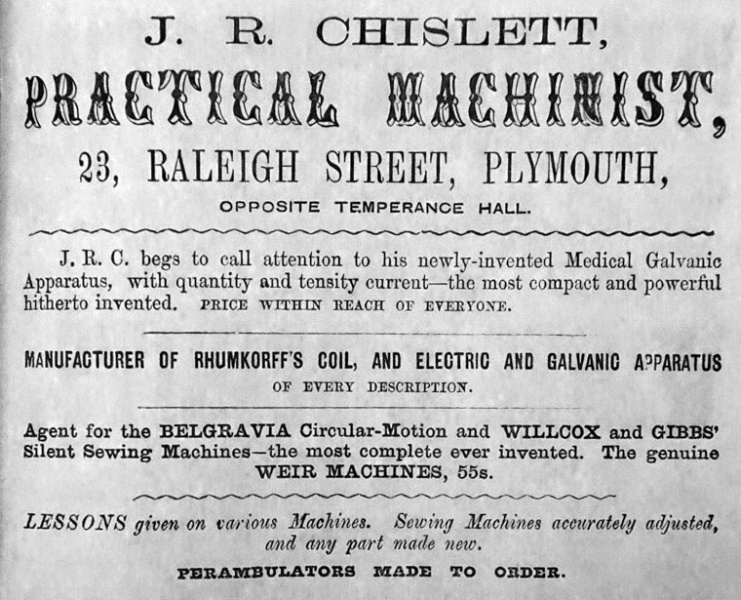 J. R. CHISLETT,
PRACTICAL MACHINIST,
23, RALEIGH STREET, PLYMOUTH,
OPPOSITE TEMPERANCE HALL.
J. R. C. begs to call attention to his newly-invented Medical Galvanic
Apparatus, with quantity and tensity current—the most compact and powerful
hitherto invented. PRICE WITHIN REACH OF EVERYONE.
MANUFACTURER OF RHUMKORFF'S COIL, AND ELECTRIC AND GALVANIC APPARATUS
OF EVERY DESCRIPTION.
Agent for the BELGRAVIA Circular-Motion and WILLCOX and GIBBS'
Silent Sewing Machines—the most complete ever invented. The genuine
WEIR MACHINES, 55s.
LESSONS given on various Machines. Sewing Machines accurately adjusted,
and any part made new.
PERAMBULATORS MADE TO ORDER.